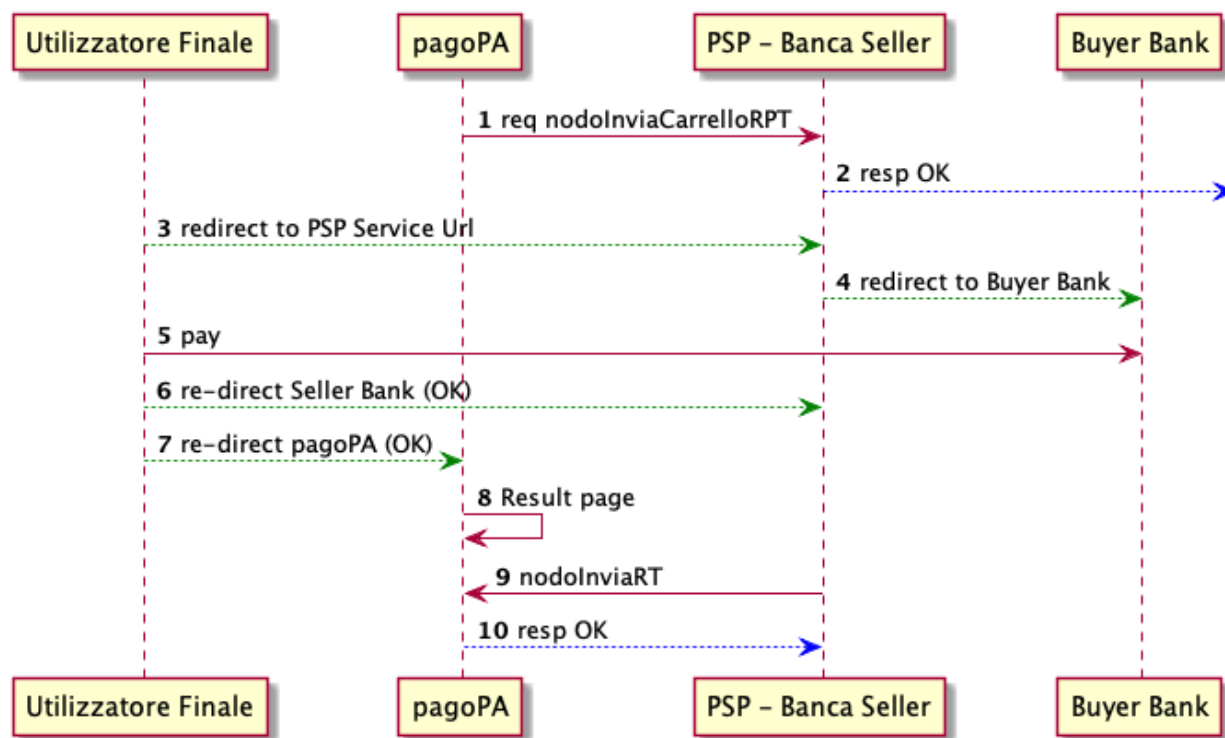 Utilizzatore Finale
pagoPA
PSP - Banca Seller
Buyer Bank
1 req nodoInviaCarrelloRPT
2 resp OK
3 redirect to PSP Service Url
4 redirect to Buyer Bank
5 pay
6 re-direct Seller Bank (OK)
7 re-direct pagoPA (OK)
8 Result page
9 nodoInviaRT
10 resp OK
Utilizzatore Finale
pagoPA
PSP - Banca Seller
Buyer Bank